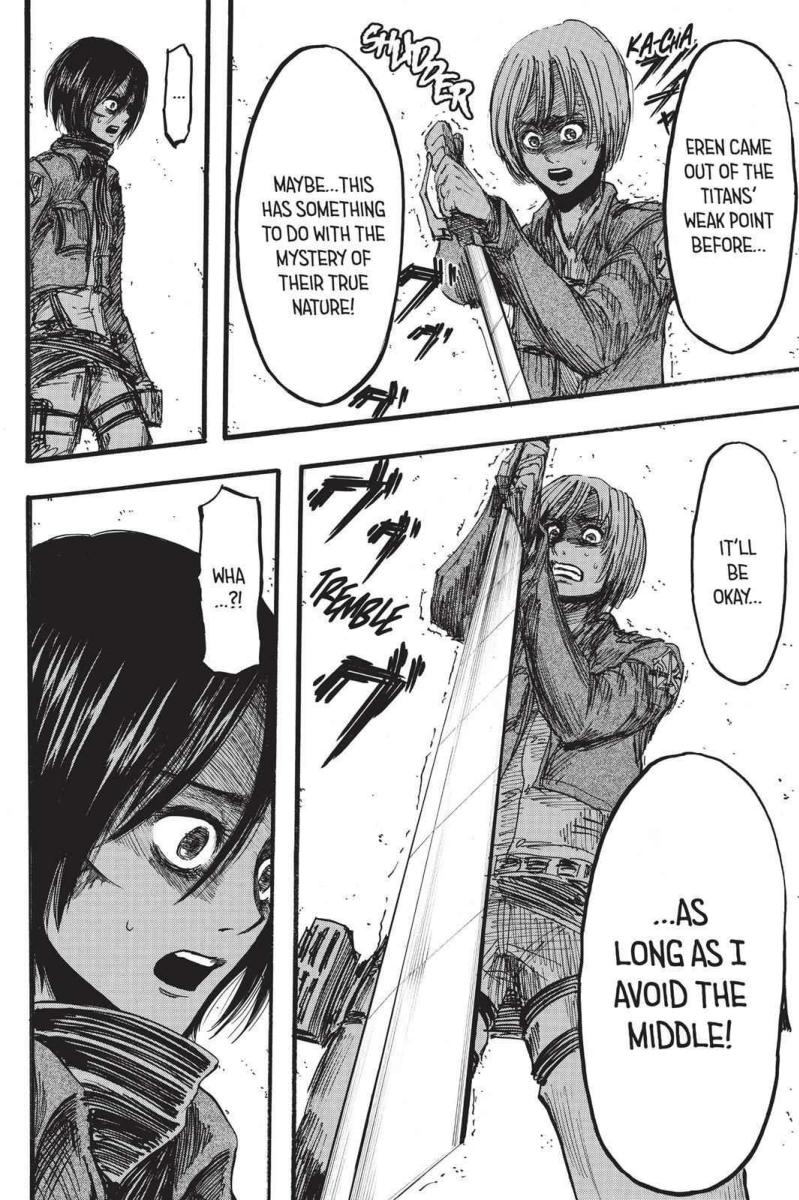 KA-CHA
EREN CAME
OUT OF THE
TITANS'
WEAK POINT
BEFORE...
SHUDDER
MAYBE...THIS
HAS SOMETHING
TO DO WITH THE
MYSTERY OF
THEIR TRUE
NATURE!
...
IT'LL
BE
OKAY...
TREMBLE
...AS
LONG AS I
AVOID THE
MIDDLE!
WHA
...?!